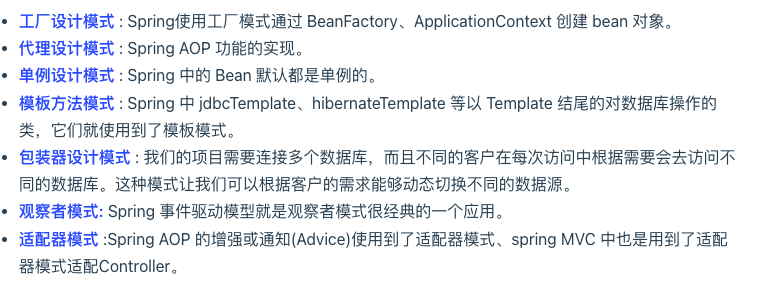 工厂设计模式 : Spring使用工厂模式通过 BeanFactory、ApplicationContext 创建 bean 对象。
代理设计模式 : Spring AOP 功能的实现。
单例设计模式 : Spring 中的 Bean 默认都是单例的。
模板方法模式 : Spring 中 jdbcTemplate、hibernateTemplate 等以 Template 结尾的对数据库操作的
类，它们就使用到了模板模式。
包装器设计模式 : 我们的项目需要连接多个数据库，而且不同的客户在每次访问中根据需要会去访问不
同的数据库。这种模式让我们可以根据客户的需求能够动态切换不同的数据源。
观察者模式: Spring 事件驱动模型就是观察者模式很经典的一个应用。
适配器模式 :Spring AOP 的增强或通知(Advice)使用到了适配器模式、spring MVC 中也是用到了适配
器模式适配Controller。